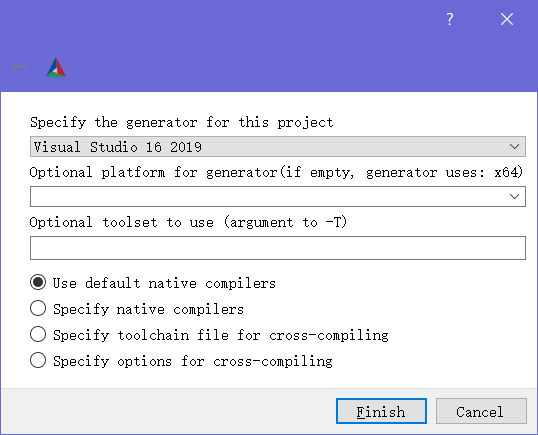 ?
Specify the generator for this project
Visual Studio 16 2019
Optional platform for generator(if empty, generator uses: x64)
Optional toolset to use (argument to -T)
Use default native compilers
Specify native compilers
Specify toolchain file for cross-compiling
Specify options for cross-compiling
Finish Cancel